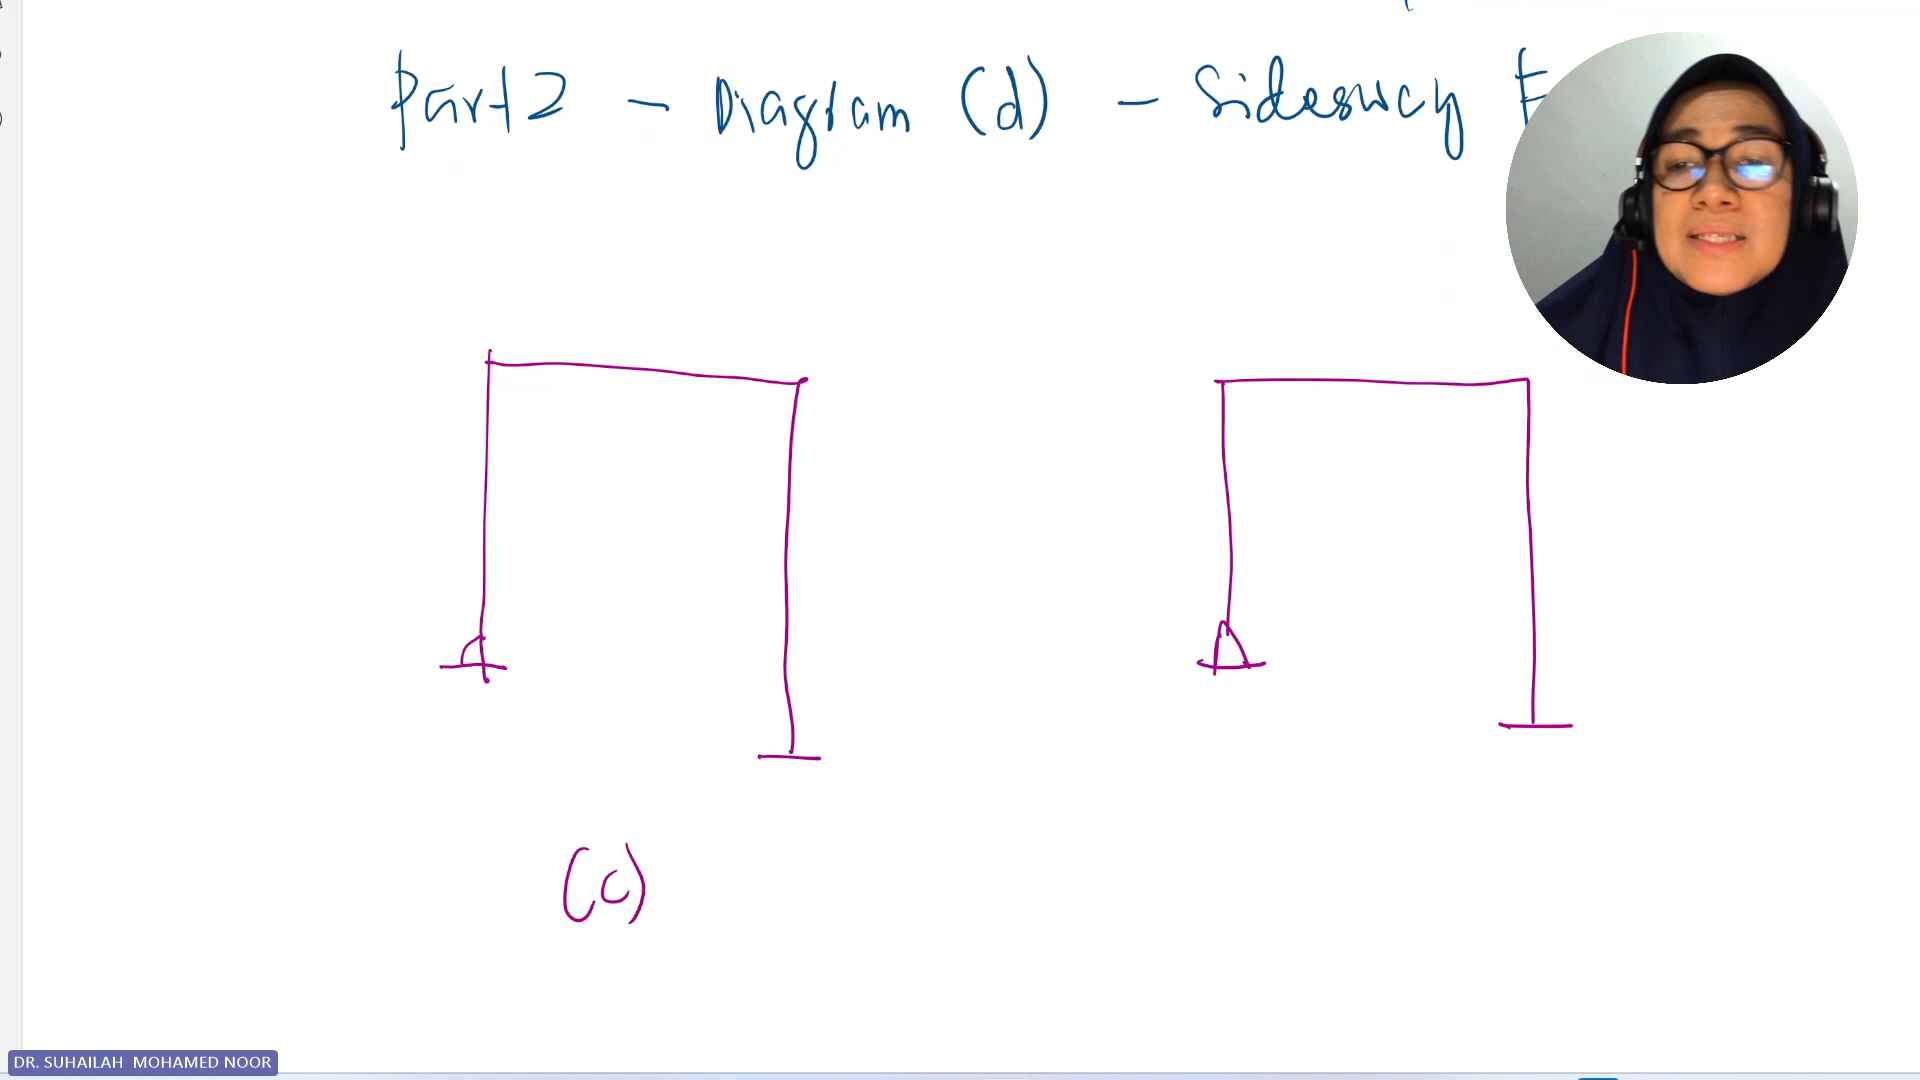 Part 2 - Diagram (d) - Sidesway F
(c)
DR. SUHAILAH MOHAMED NOOR